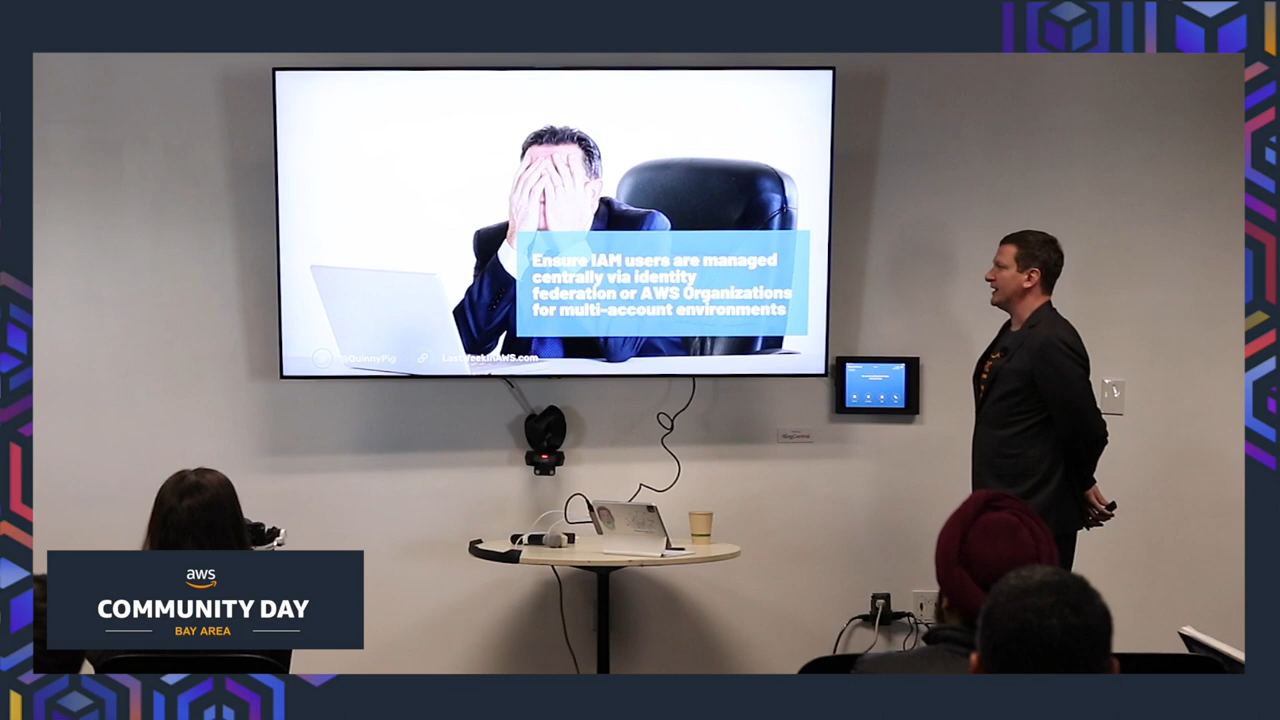 Ensure IAM users are managed
centrally via identity
federation or AWS Organizations
for multi-account environments
@QuinnyPig
LastWeekinAWS.com
RingCentral
aws
COMMUNITY DAY
BAY AREA